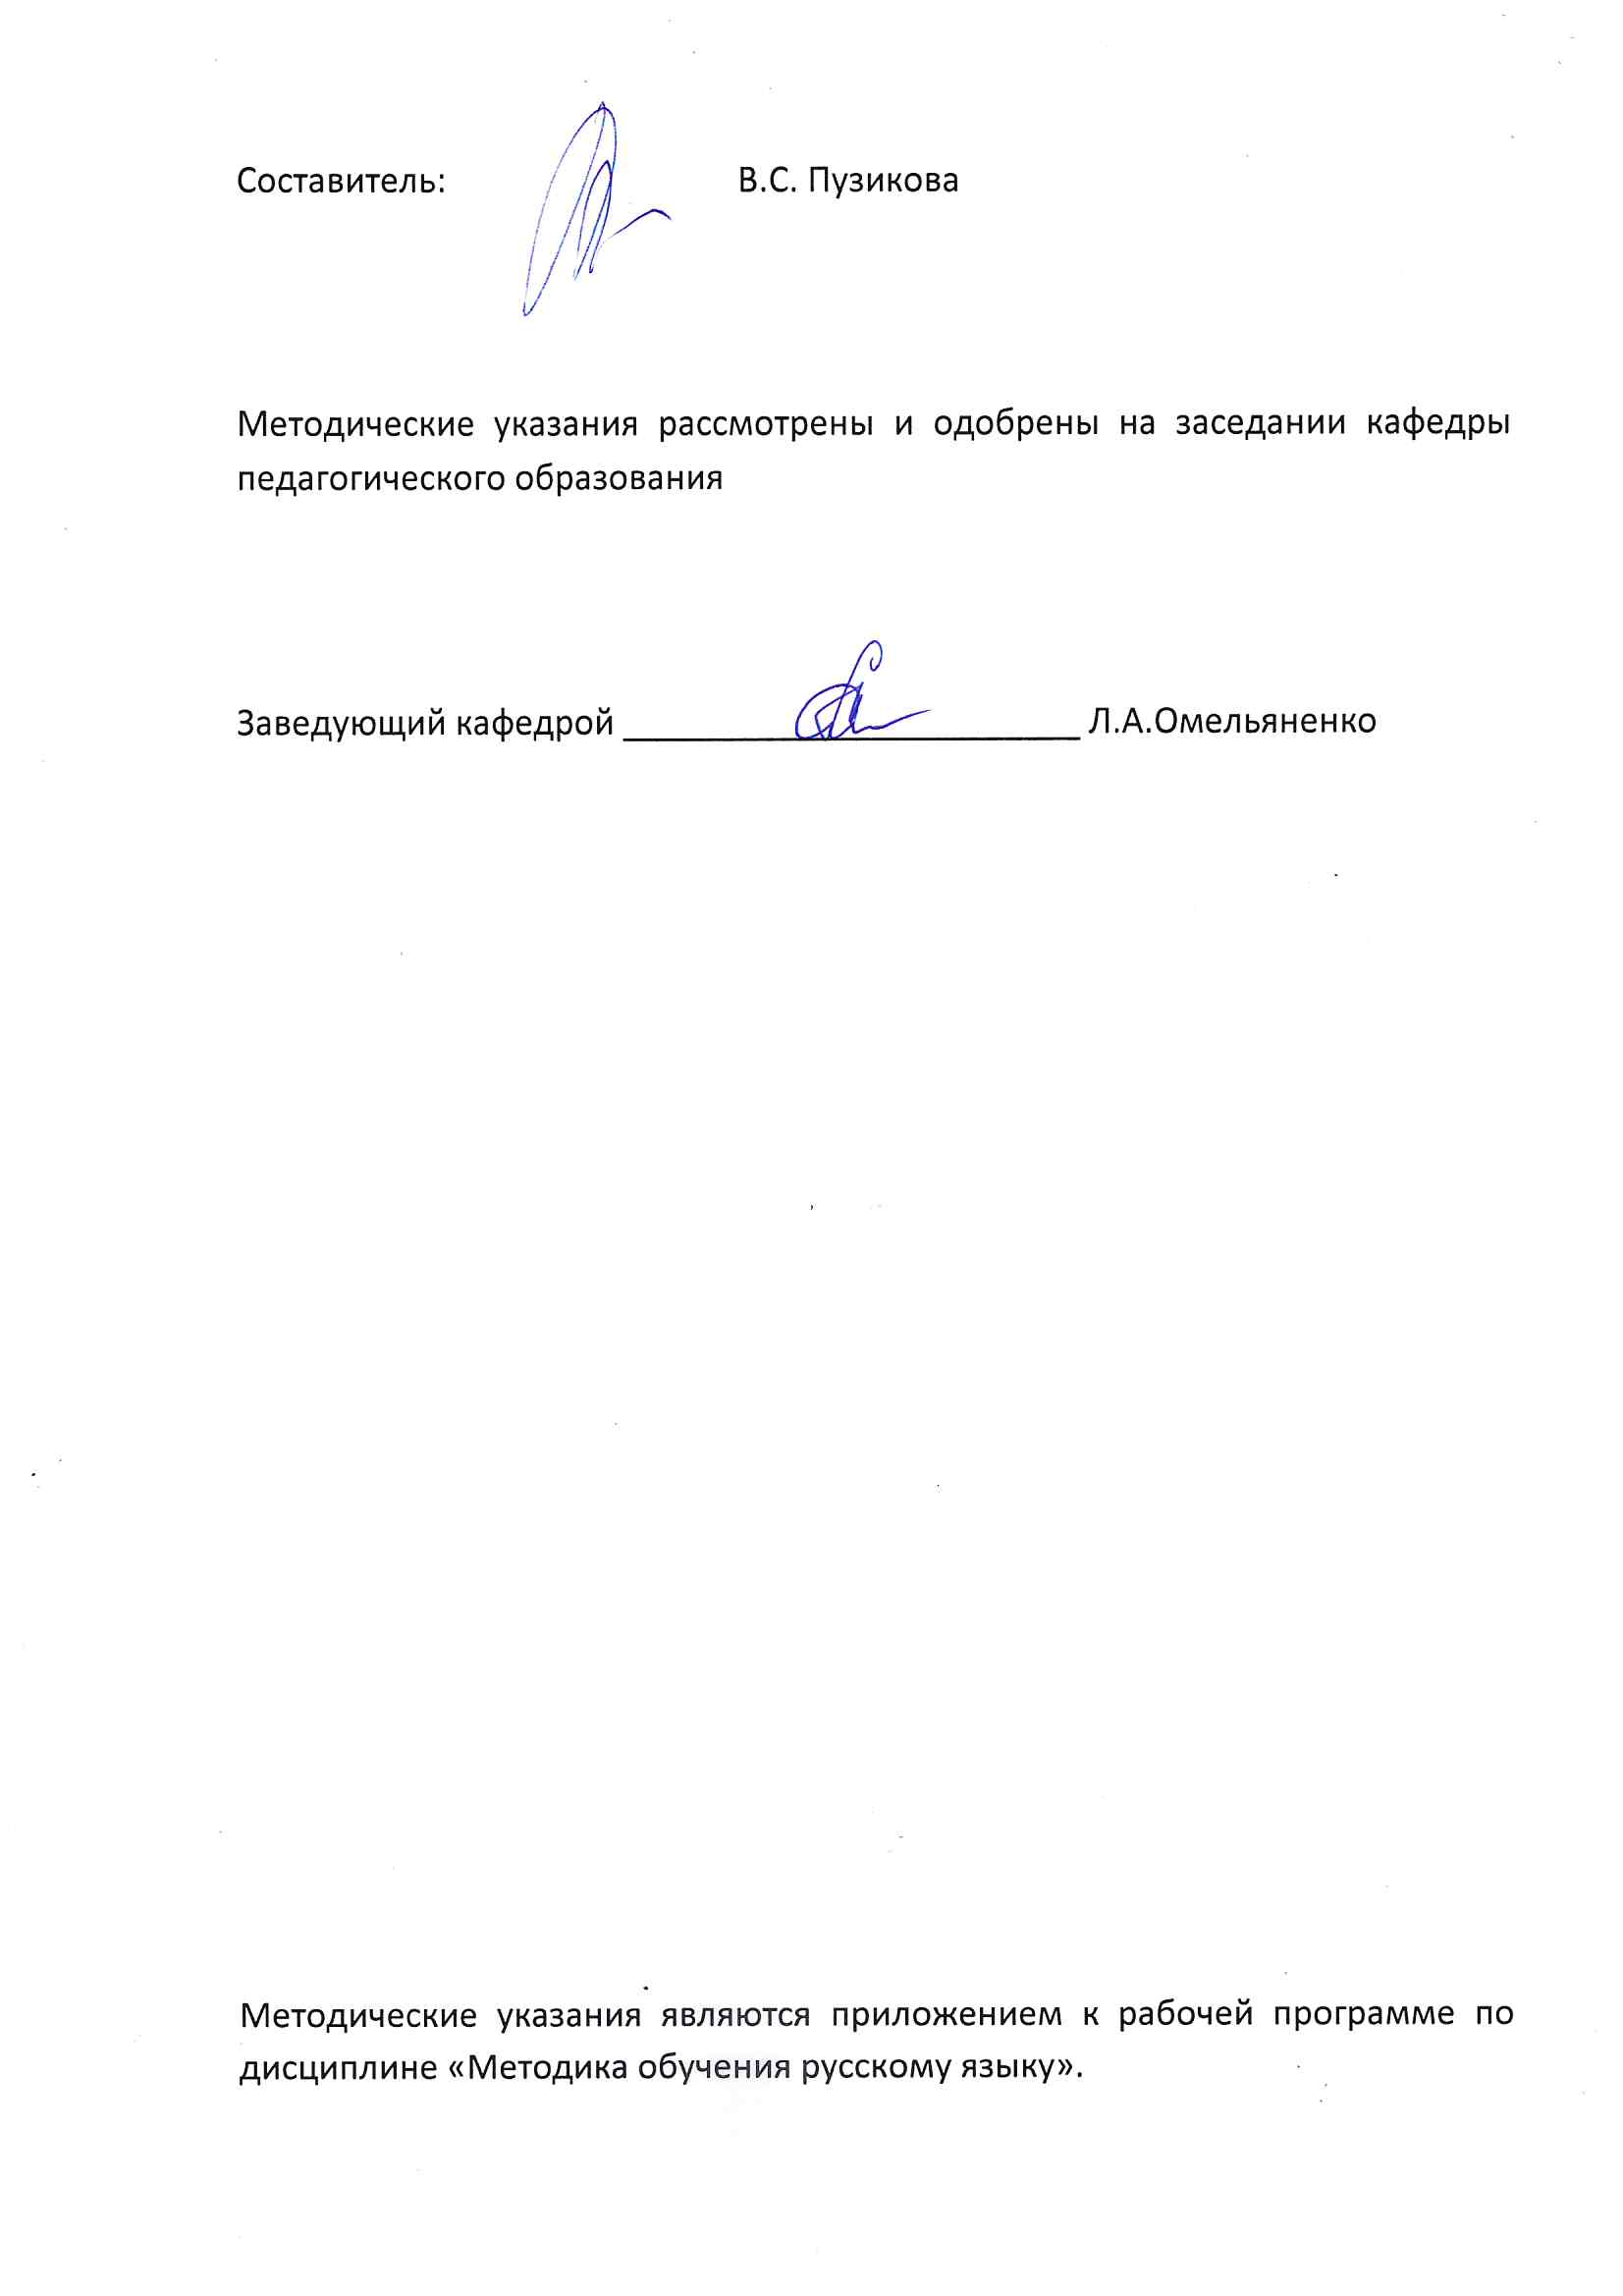 Составитель: В.С. Пузикова
Методические указания рассмотрены и одобрены на заседании кафедры
педагогического образования
Заведующий кафедрой ____________________ Л.А.Омельяненко
Методические указания являются приложением к рабочей программе по
дисциплине «Методика обучения русскому языку».